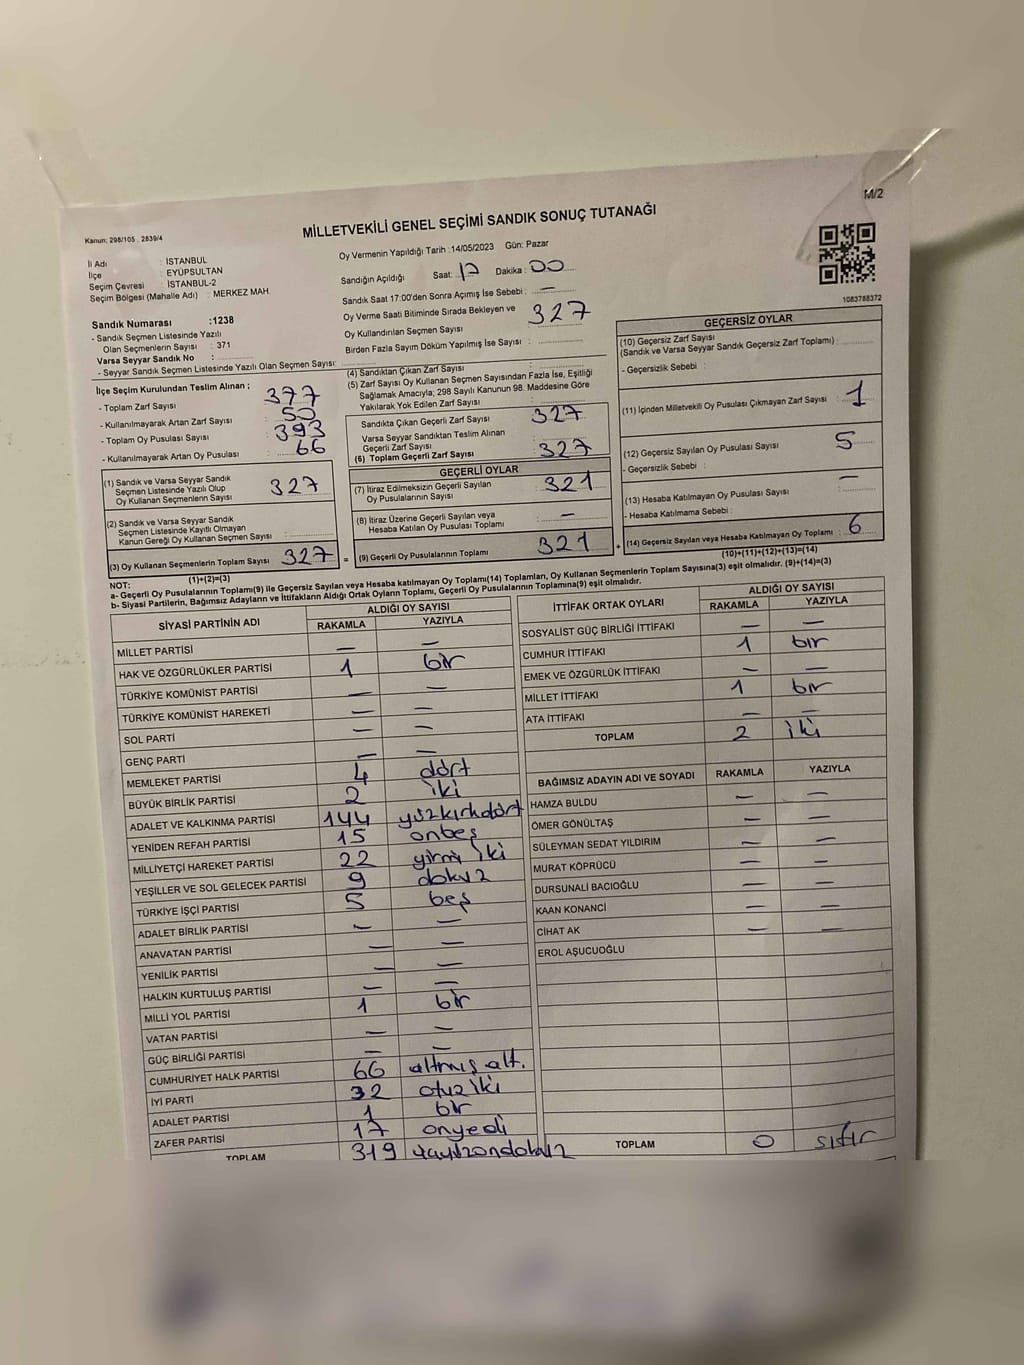 M/2
Kanun: 298/105 . 2839/4
MİLLETVEKİLİ GENEL SEÇİMİ SANDIK SONUÇ TUTANAĞI
İl Adı : İSTANBUL
İlçe : EYÜPSULTAN
Seçim Çevresi : İSTANBUL-2
Seçim Bölgesi (Mahalle Adı) : MERKEZ MAH.
Sandık Numarası :1238
- Sandık Seçmen Listesinde Yazılı
Olan Seçmenlerin Sayısı : 371
Varsa Seyyar Sandık No :
- Seyyar Sandık Seçmen Listesinde Yazılı Olan Seçmen Sayısı:
Oy Vermenin Yapıldığı Tarih :14/05/2023 Gün: Pazar
Sandığın Açıldığı Saat: 17 Dakika : 00
Sandık Saat 17:00'den Sonra Açımış İse Sebebi : —
Oy Verme Saati Bitiminde Sırada Bekleyen ve
Oy Kullandırılan Seçmen Sayısı : 327
Birden Fazla Sayım Döküm Yapılmış İse Sayısı :
1083788372
İlçe Seçim Kurulundan Teslim Alınan ;
- Toplam Zarf Sayısı : 377
- Kullanılmayarak Artan Zarf Sayısı : 50
- Toplam Oy Pusulası Sayısı : 393
- Kullanılmayarak Artan Oy Pusulası : 66
(1) Sandık ve Varsa Seyyar Sandık
Seçmen Listesinde Yazılı Olup
Oy Kullanan Seçmenlerin Sayısı : 327
(2) Sandık ve Varsa Seyyar Sandık
Seçmen Listesinde Kayıtlı Olmayan
Kanun Gereği Oy Kullanan Seçmen Sayısı :
(3) Oy Kullanan Seçmenlerin Toplam Sayısı : 327 =
(1)+(2)=(3)
(4) Sandıktan Çıkan Zarf Sayısı :
(5) Zarf Sayısı Oy Kullanan Seçmen Sayısından Fazla İse, Eşitliği
Sağlamak Amacıyla, 298 Sayılı Kanunun 98. Maddesine Göre
Yakılarak Yok Edilen Zarf Sayısı :
Sandıkta Çıkan Geçerli Zarf Sayısı : 327
Varsa Seyyar Sandıktan Teslim Alınan
Geçerli Zarf Sayısı :
(6) Toplam Geçerli Zarf Sayısı : 327
GEÇERLİ OYLAR
(7) İtiraz Edilmeksizin Geçerli Sayılan
Oy Pusulalarının Sayısı : 321
(8) İtiraz Üzerine Geçerli Sayılan veya
Hesaba Katılan Oy Pusulası Toplamı : —
(9) Geçerli Oy Pusulalarının Toplamı : 321 +
GEÇERSİZ OYLAR
(10) Geçersiz Zarf Sayısı
(Sandık ve Varsa Seyyar Sandık Geçersiz Zarf Toplamı) :
- Geçersizlik Sebebi :
(11) İçinden Milletvekili Oy Pusulası Çıkmayan Zarf Sayısı : 1
(12) Geçersiz Sayılan Oy Pusulası Sayısı : 5
- Geçersizlik Sebebi :
(13) Hesaba Katılmayan Oy Pusulası Sayısı : —
- Hesaba Katılmama Sebebi :
(14) Geçersiz Sayılan veya Hesaba Katılmayan Oy Toplamı : 6
(10)+(11)+(12)+(13)=(14)
NOT:
a- Geçerli Oy Pusulalarının Toplamı(9) ile Geçersiz Sayılan veya Hesaba katılmayan Oy Toplamı(14) Toplamları, Oy Kullanan Seçmenlerin Toplam Sayısına(3) eşit olmalıdır. (9)+(14)=(3)
b- Siyasi Partilerin, Bağımsız Adayların ve İttifakların Aldığı Ortak Oyların Toplamı, Geçerli Oy Pusulalarının Toplamına(9) eşit olmalıdır.
SİYASİ PARTİNİN ADI ALDIĞI OY SAYISI
RAKAMLA YAZIYLA
MİLLET PARTİSİ — —
HAK VE ÖZGÜRLÜKLER PARTİSİ 1 bir
TÜRKİYE KOMÜNİST PARTİSİ — —
TÜRKİYE KOMÜNİST HAREKETİ — —
SOL PARTİ — —
GENÇ PARTİ — —
MEMLEKET PARTİSİ 4 dört
BÜYÜK BİRLİK PARTİSİ 2 iki
ADALET VE KALKINMA PARTİSİ 144 yüzkırkdört
YENİDEN REFAH PARTİSİ 15 onbeş
MİLLİYETÇİ HAREKET PARTİSİ 22 yirmi iki
YEŞİLLER VE SOL GELECEK PARTİSİ 9 dokuz
TÜRKİYE İŞÇİ PARTİSİ 5 beş
ADALET BİRLİK PARTİSİ — —
ANAVATAN PARTİSİ — —
YENİLİK PARTİSİ — —
HALKIN KURTULUŞ PARTİSİ — —
MİLLİ YOL PARTİSİ 1 bir
VATAN PARTİSİ — —
GÜÇ BİRLİĞİ PARTİSİ — —
CUMHURİYET HALK PARTİSİ 66 altmış alt.
İYİ PARTİ 32 otuziki
ADALET PARTİSİ 1 bir
ZAFER PARTİSİ 17 onyedi
TOPLAM 319 üçyüzondokuz
İTTİFAK ORTAK OYLARI ALDIĞI OY SAYISI
RAKAMLA YAZIYLA
SOSYALİST GÜÇ BİRLİĞİ İTTİFAKI — —
CUMHUR İTTİFAKI 1 bir
EMEK VE ÖZGÜRLÜK İTTİFAKI — —
MİLLET İTTİFAKI 1 bir
ATA İTTİFAKI — —
TOPLAM 2 iki
BAĞIMSIZ ADAYIN ADI VE SOYADI RAKAMLA YAZIYLA
HAMZA BULDU — —
ÖMER GÖNÜLTAŞ — —
SÜLEYMAN SEDAT YILDIRIM — —
MURAT KÖPRÜCÜ — —
DURSUNALİ BACIOĞLU — —
KAAN KONANCİ — —
CİHAT AK — —
EROL AŞUCUOĞLU
TOPLAM 0 sıfır